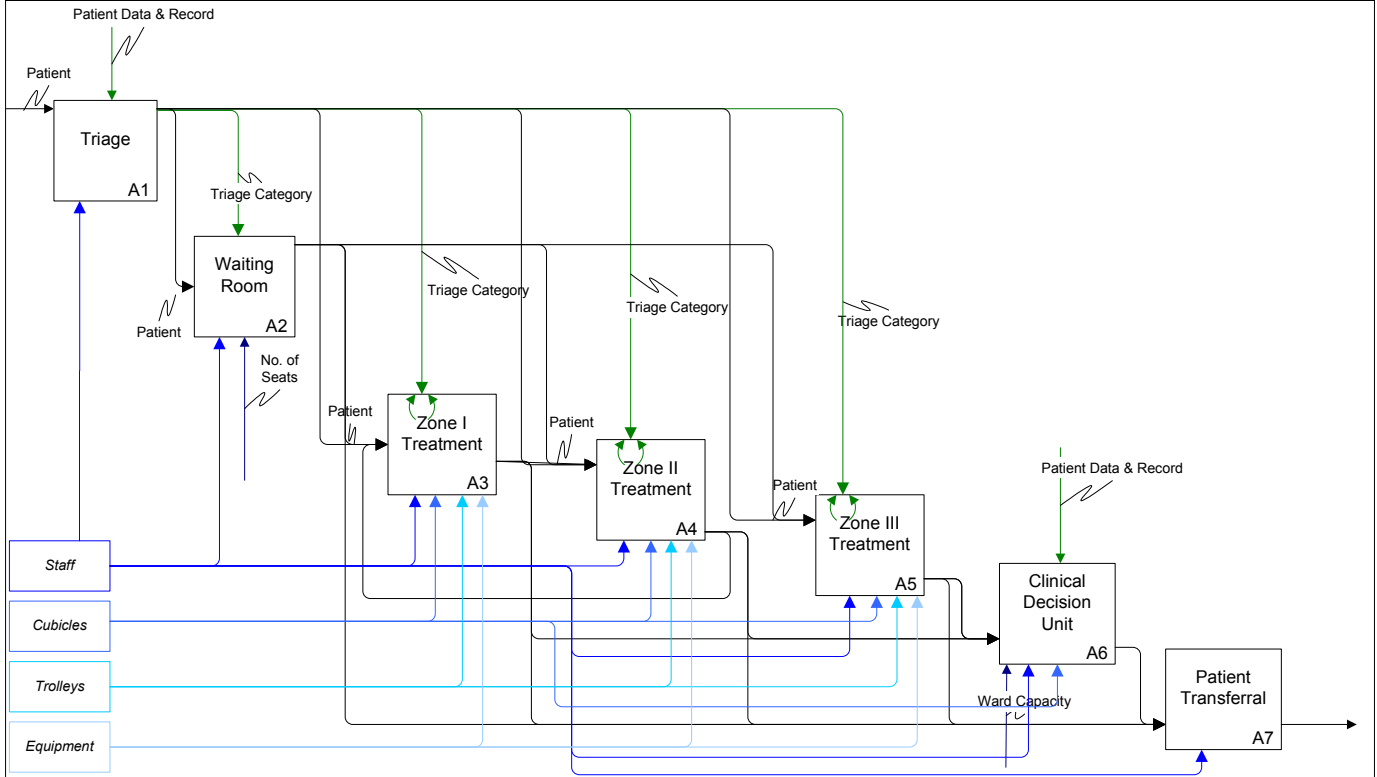 Patient Data & Record
Patient
Triage
A1
Triage Category
Waiting
Room
A2
Patient
No. of
Seats
Triage Category
Triage Category
Triage Category
Patient
Zone I
Treatment
A3
Patient
Zone II
Treatment
A4
Patient
Zone III
Treatment
A5
Patient Data & Record
Clinical
Decision
Unit
A6
Ward Capacity
Patient
Transferral
A7
Staff
Cubicles
Trolleys
Equipment